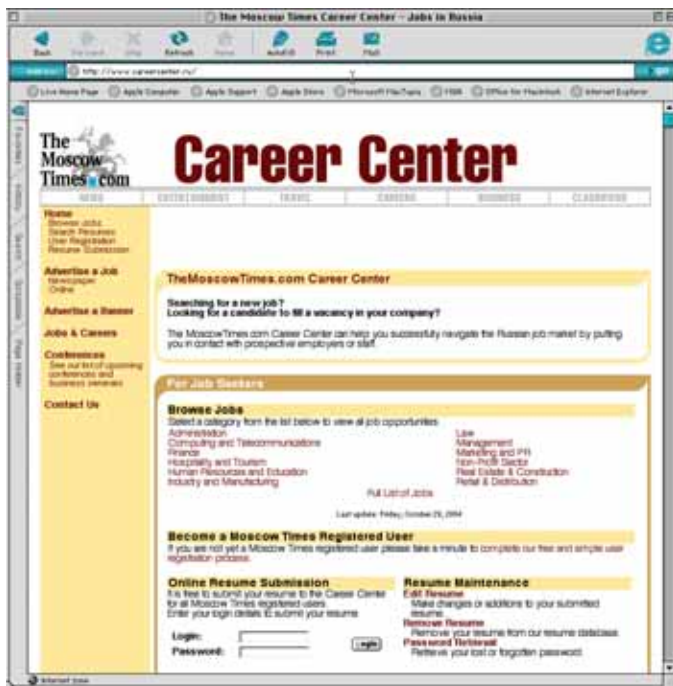 The Moscow Times Career Center - Jobs in Russia
Back Forward Stop Refresh Home AutoFill Print Mail
http://www.careercenter.ru/
Live Home Page Apple Computer Apple Support Apple Store Microsoft MacTopia MSN Office for Macintosh Internet Explorer
Favorites
History
Search
Scrapbook
Page Holder
The
Moscow
Times.com
Career Center
NEWS ENTERTAINMENT TRAVEL CAREERS BUSINESS CLASSIFIEDS
Home
Browse Jobs
Search Resumes
User Registration
Resume Submission
Advertise a Job
Newspaper
Online
Advertise a Banner
Jobs & Careers
Conferences
See our list of upcoming
conferences and
business seminars
Contact Us
TheMoscowTimes.com Career Center
Searching for a new job?
Looking for a candidate to fill a vacancy in your company?
The MoscowTimes.com Career Center can help you successfully navigate the Russian job market by putting
you in contact with prospective employers or staff.
For Job Seekers
Browse Jobs
Select a category from the list below to view all job opportunities
Administration
Computing and Telecommunications
Finance
Hospitality and Tourism
Human Resources and Education
Industry and Manufacturing
Law
Management
Marketing and PR
Non-Profit Sector
Real Estate & Construction
Retail & Distribution
Full List of Jobs
Last update: Friday, October 29, 2004
Become a Moscow Times Registered User
If you are not yet a Moscow Times registered user please take a minute to complete our free and simple user
registration process.
Online Resume Submission
It is free to submit your resume to the Career Center
for all Moscow Times registered users.
Enter your login details to submit your resume
Login:
Password:
Login
Resume Maintenance
Edit Resume
Make changes or additions to your submitted
resume.
Remove Resume
Remove your resume from our resume database.
Password Retrieval
Retrieve your lost or forgotten password.
Internet zone